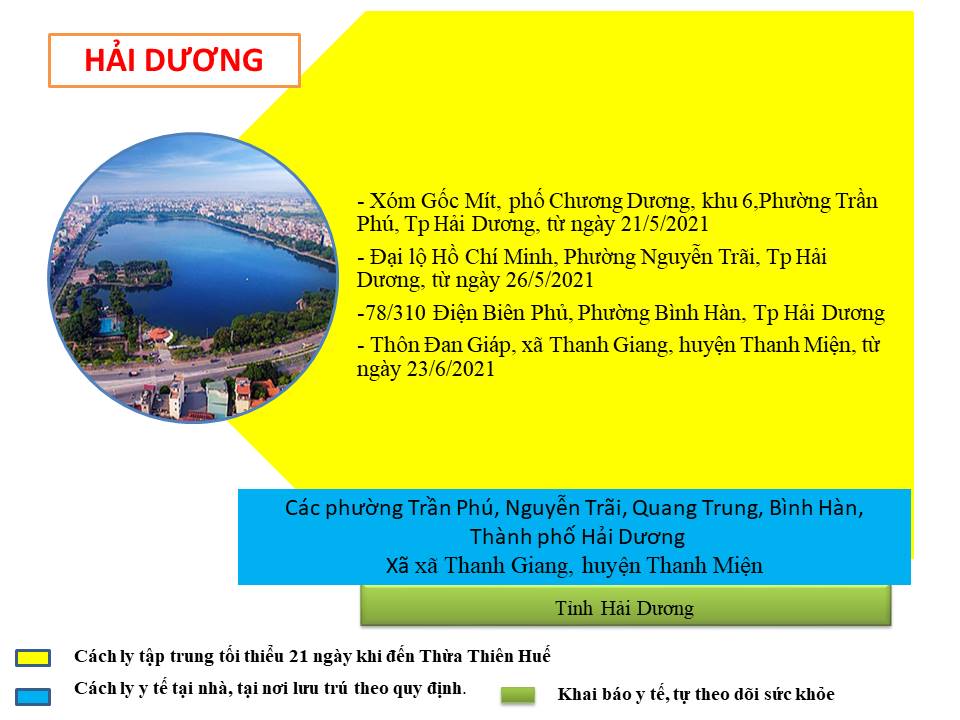 HẢI DƯƠNG
- Xóm Gốc Mít, phố Chương Dương, khu 6,Phường Trần
Phú, Tp Hải Dương, từ ngày 21/5/2021
- Đại lộ Hồ Chí Minh, Phường Nguyễn Trãi, Tp Hải
Dương, từ ngày 26/5/2021
-78/310 Điện Biên Phủ, Phường Bình Hàn, Tp Hải Dương
- Thôn Đan Giáp, xã Thanh Giang, huyện Thanh Miện, từ
ngày 23/6/2021
Các phường Trần Phú, Nguyễn Trãi, Quang Trung, Bình Hàn,
Thành phố Hải Dương
Xã xã Thanh Giang, huyện Thanh Miện
Tỉnh Hải Dương
Cách ly tập trung tối thiểu 21 ngày khi đến Thừa Thiên Huế
Cách ly y tế tại nhà, tại nơi lưu trú theo quy định.
Khai báo y tế, tự theo dõi sức khỏe